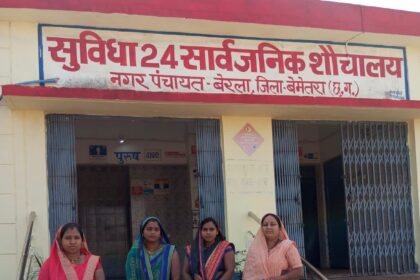 सुविधा 24 सार्वजनिक शौचालय
नगर पंचायत - बेरला, जिला-बेमेतरा (छ.ग.)
पुरुष